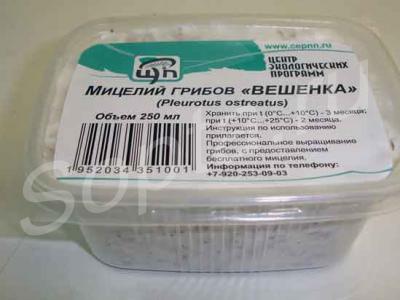 www.cepnn.ru
ЦЕНТР
ЭКОЛОГИЧЕСКИХ
ПРОГРАММ
МИЦЕЛИЙ ГРИБОВ «ВЕШЕНКА»
(Pleurotus ostreatus)
Объем 250 мл
Хранить при t (0°C...+10°C) - 3 месяца;
при t (+10°C...+25°C) - 2 месяца.
Инструкция по использованию
прилагается.
Профессиональное выращивание
грибов, с предоставлением
бесплатного мицелия.
Информация по телефону:
+7-920-253-09-03
1 952034 351001